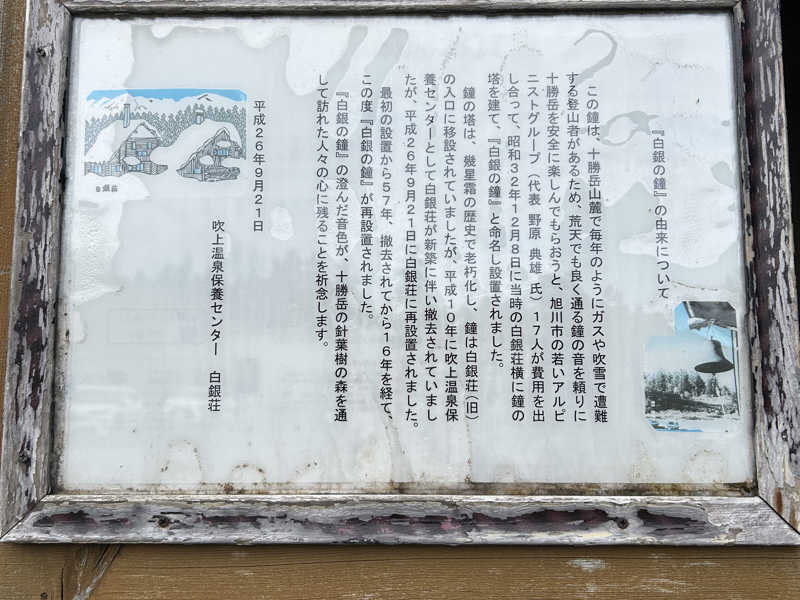 『白銀の鐘』の由来について
この鐘は、十勝岳山麓で毎年のようにガスや吹雪で遭難
する登山者があるため、荒天でも良く通る鐘の音を頼りに
十勝岳を安全に楽しんでもらおうと、旭川市の若いアルピ
ニストグループ（代表 野原 典雄 氏）17人が費用を出
し合って、昭和32年12月8日に当時の白銀荘横に鐘の
塔を建て、『白銀の鐘』と命名し設置されました。
鐘の塔は、幾星霜の歴史で老朽化し、鐘は白銀荘（旧）
の入口に移設されていましたが、平成10年に吹上温泉保
養センターとして白銀荘が新築に伴い撤去されていまし
たが、平成26年9月21日に白銀荘に再設置されました。
最初の設置から57年、撤去されてから16年を経て、
この度『白銀の鐘』が再設置されました。
『白銀の鐘』の澄んだ音色が、十勝岳の針葉樹の森を通
して訪れた人々の心に残ることを祈念します。
平成26年9月21日
吹上温泉保養センター 白銀荘
白銀荘